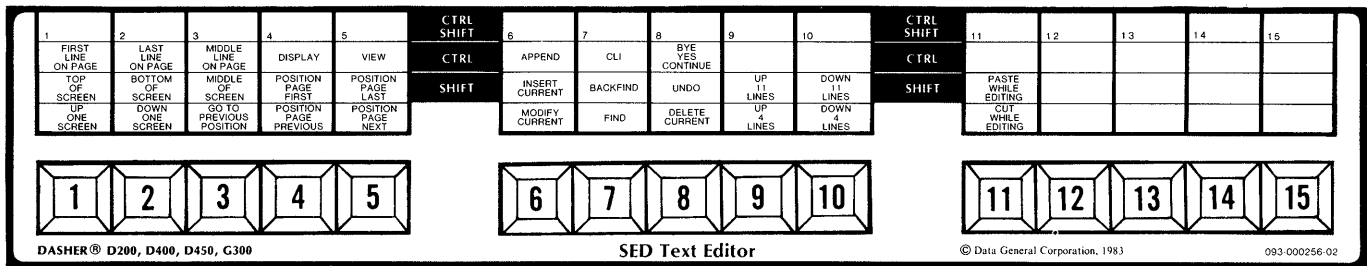 CTRL SHIFT CTRL SHIFT
1 2 3 4 5 6 7 8 9 10 11 12 13 14 15
FIRST LINE ON PAGE LAST LINE ON PAGE MIDDLE LINE ON PAGE DISPLAY VIEW CTRL APPEND CLI BYE YES CONTINUE CTRL
TOP OF SCREEN BOTTOM OF SCREEN MIDDLE OF SCREEN POSITION PAGE FIRST POSITION PAGE LAST SHIFT INSERT CURRENT BACKFIND UNDO UP 11 LINES DOWN 11 LINES SHIFT PASTE WHILE EDITING
UP ONE SCREEN DOWN ONE SCREEN GO TO PREVIOUS POSITION POSITION PAGE PREVIOUS POSITION PAGE NEXT MODIFY CURRENT FIND DELETE CURRENT UP 4 LINES DOWN 4 LINES CUT WHILE EDITING
1 2 3 4 5 6 7 8 9 10 11 12 13 14 15
DASHER® D200, D400, D450, G300 SED Text Editor © Data General Corporation, 1983 093-000256-02